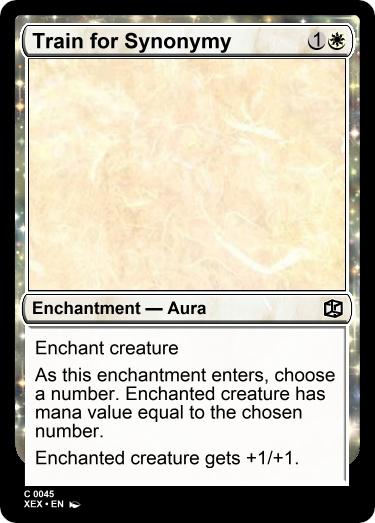 Train for Synonymy 1
Enchantment — Aura
Enchant creature
As this enchantment enters, choose
a number. Enchanted creature has
mana value equal to the chosen
number.
Enchanted creature gets +1/+1.
C 0045
XEX • EN